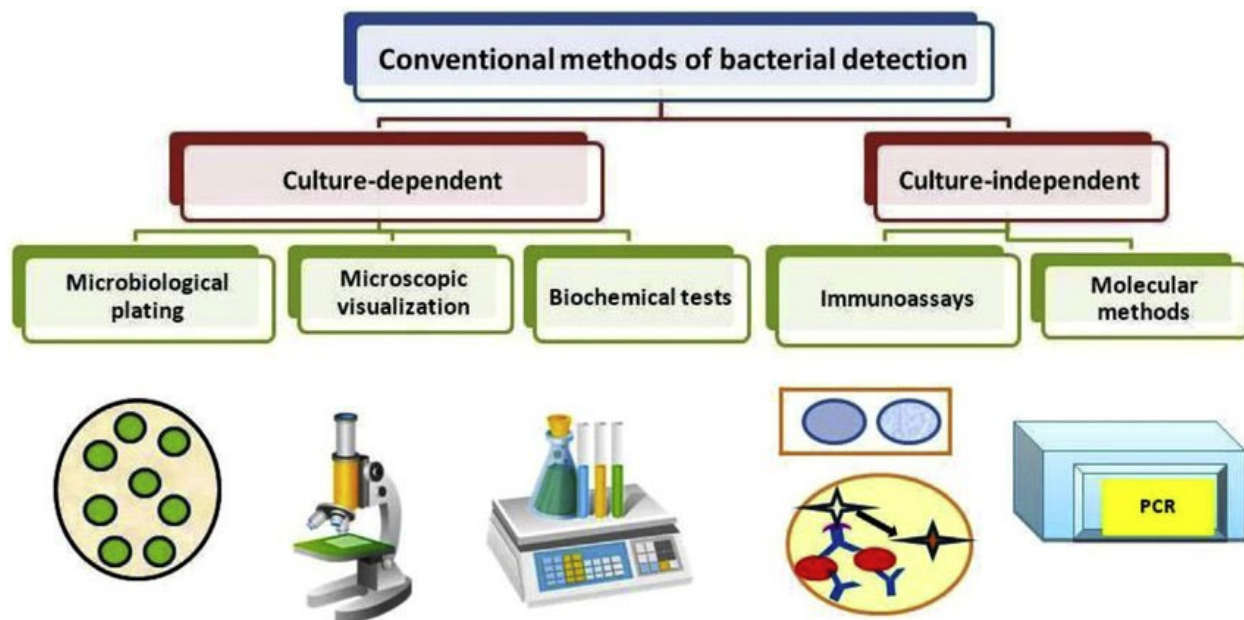 Conventional methods of bacterial detection
Culture-dependent
Culture-independent
Microbiological
plating
Microscopic
visualization
Biochemical tests
Immunoassays
Molecular
methods
PCR